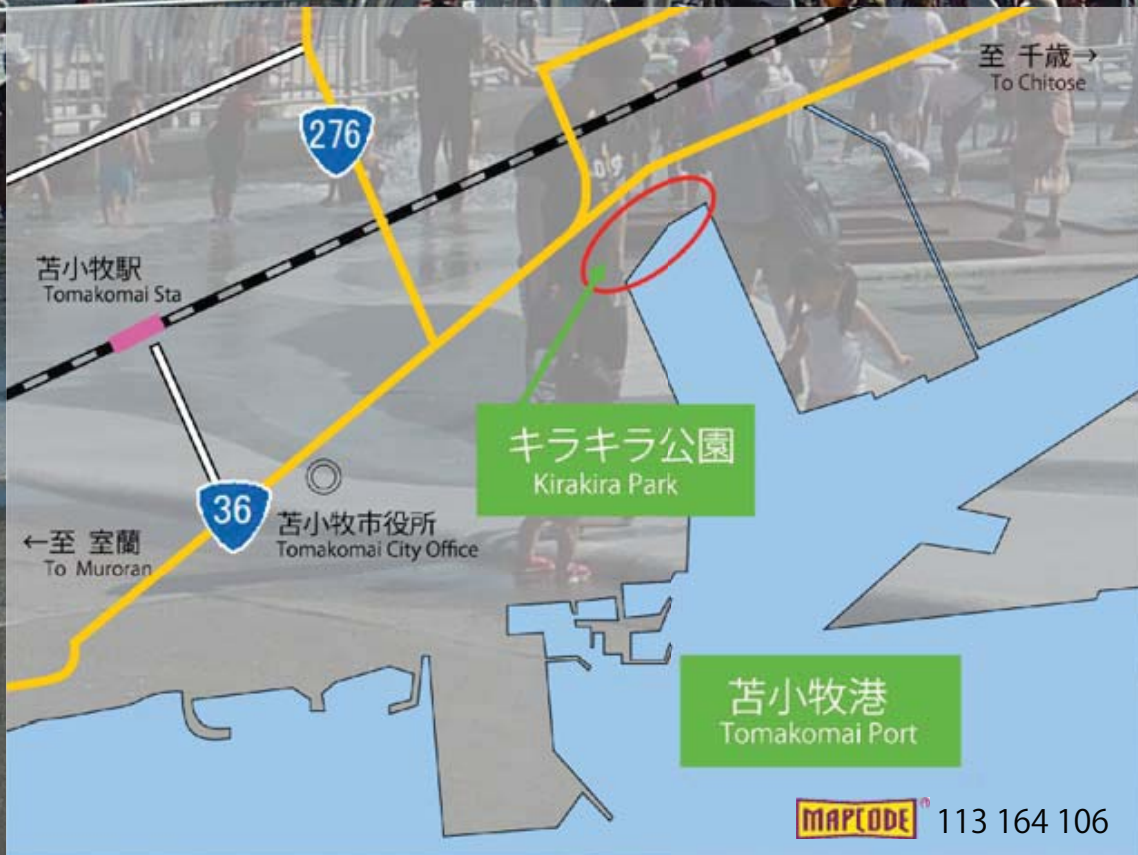 至 千歳→
To Chitose
276
苫小牧駅
Tomakomai Sta
キラキラ公園
Kirakira Park
36
苫小牧市役所
Tomakomai City Office
←至 室蘭
To Muroran
苫小牧港
Tomakomai Port
MAPCODE® 113 164 106